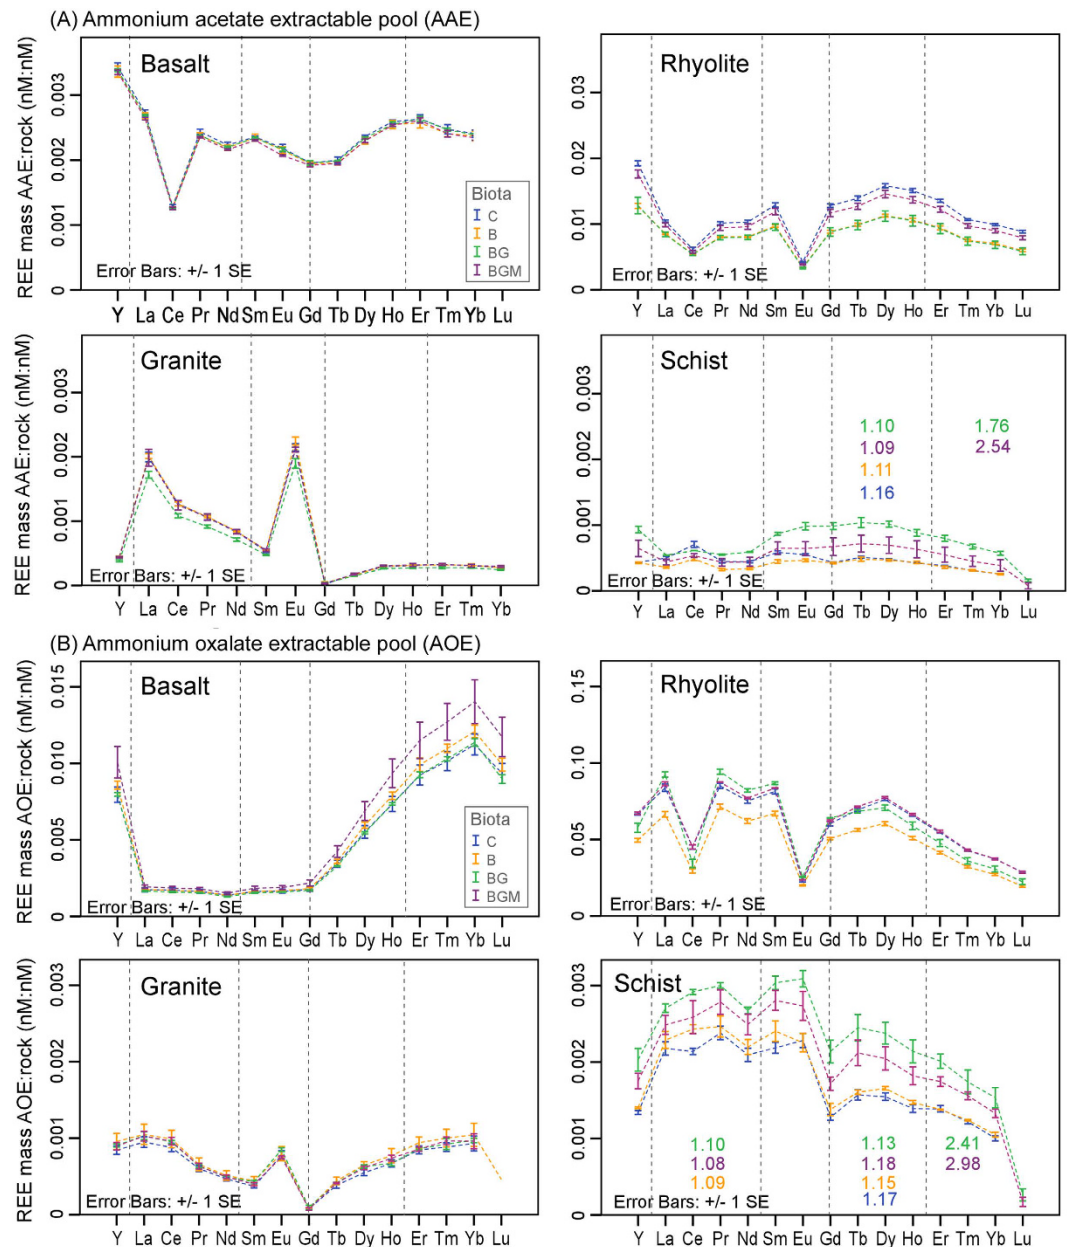 (A) Ammonium acetate extractable pool (AAE)
REE mass AAE:rock (nM:nM)
Basalt
0.003
0.002
0.001
0
Biota
C
B
BG
BGM
Error Bars: +/- 1 SE
Y La Ce Pr Nd Sm Eu Gd Tb Dy Ho Er Tm Yb Lu
Rhyolite
0.03
0.02
0.01
0
Error Bars: +/- 1 SE
Y La Ce Pr Nd Sm Eu Gd Tb Dy Ho Er Tm Yb Lu
REE mass AAE:rock (nM:nM)
Granite
0.003
0.002
0.001
0
Error Bars: +/- 1 SE
Y La Ce Pr Nd Sm Eu Gd Tb Dy Ho Er Tm Yb
Schist
0.003
0.002
0.001
0
1.10 1.76
1.09 2.54
1.11
1.16
Error Bars: +/- 1 SE
Y La Ce Pr Nd Sm Eu Gd Tb Dy Ho Er Tm Yb Lu
(B) Ammonium oxalate extractable pool (AOE)
REE mass AOE:rock (nM:nM)
Basalt
0.015
0.010
0.005
0
Biota
C
B
BG
BGM
Error Bars: +/- 1 SE
Y La Ce Pr Nd Sm Eu Gd Tb Dy Ho Er Tm Yb Lu
Rhyolite
0.15
0.10
0.05
0
Error Bars: +/- 1 SE
Y La Ce Pr Nd Sm Eu Gd Tb Dy Ho Er Tm Yb Lu
REE mass AOE:rock (nM:nM)
Granite
0.003
0.002
0.001
0
Error Bars: +/- 1 SE
Y La Ce Pr Nd Sm Eu Gd Tb Dy Ho Er Tm Yb Lu
Schist
0.003
0.002
0.001
0
1.10 1.13 2.41
1.08 1.18 2.98
1.09 1.15
1.17
Error Bars: +/- 1 SE
Y La Ce Pr Nd Sm Eu Gd Tb Dy Ho Er Tm Yb Lu